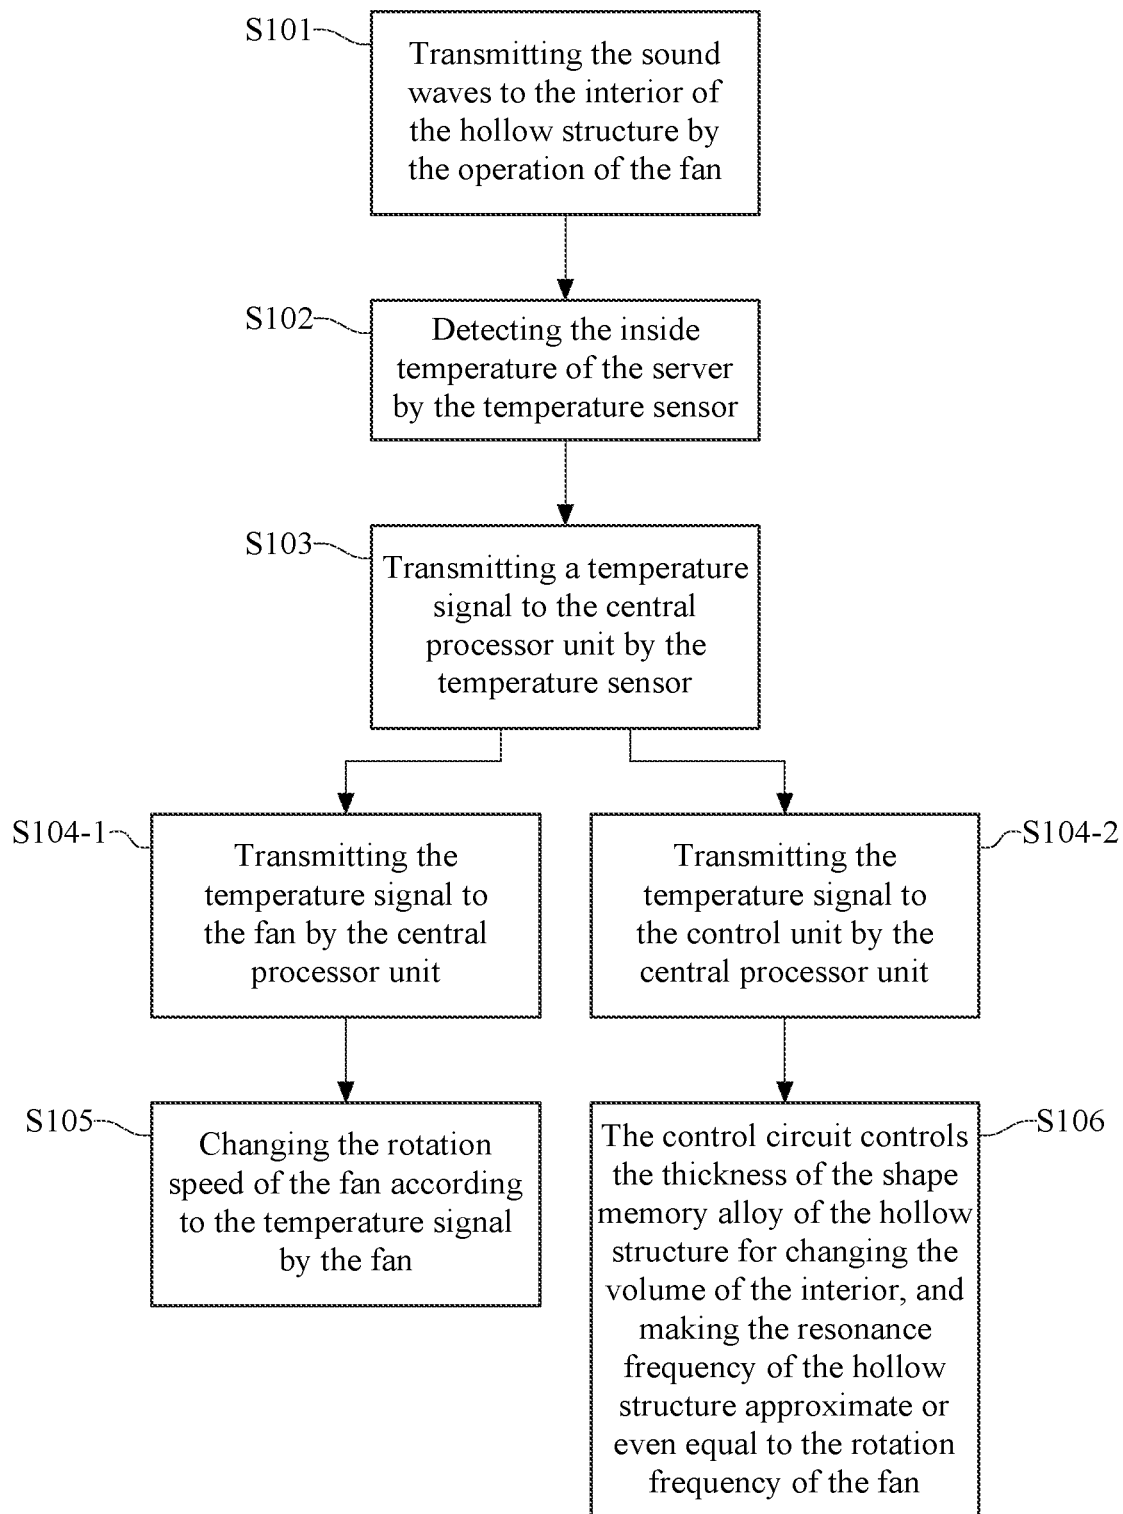 S101
Transmitting the sound
waves to the interior of
the hollow structure by
the operation of the fan
S102
Detecting the inside
temperature of the server
by the temperature sensor
S103
Transmitting a temperature
signal to the central
processor unit by the
temperature sensor
S104-1
Transmitting the
temperature signal to
the fan by the central
processor unit
S104-2
Transmitting the
temperature signal to
the control unit by the
central processor unit
S105
Changing the rotation
speed of the fan according
to the temperature signal
by the fan
S106
The control circuit controls
the thickness of the shape
memory alloy of the hollow
structure for changing the
volume of the interior, and
making the resonance
frequency of the hollow
structure approximate or
even equal to the rotation
frequency of the fan